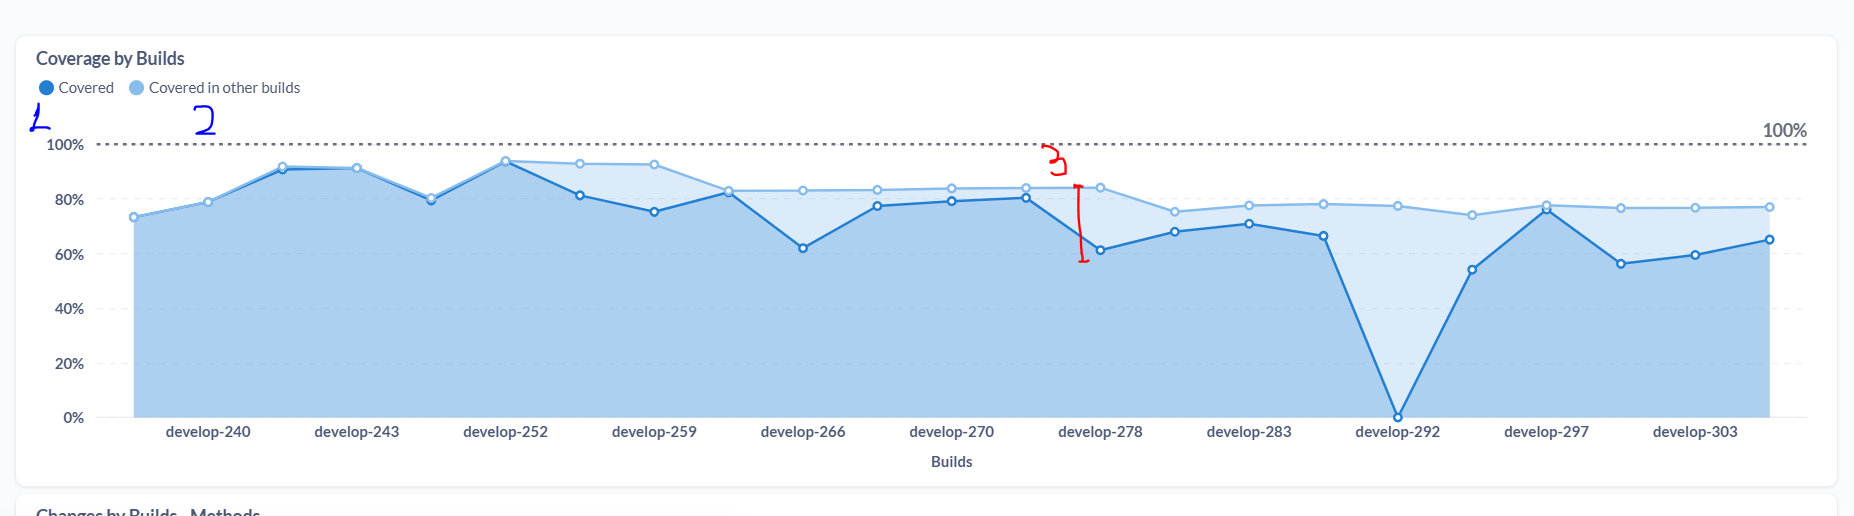 Coverage by Builds
Covered Covered in other builds
1 2
100%
100%
3
80%
60%
40%
20%
0%
develop-240 develop-243 develop-252 develop-259 develop-266 develop-270 develop-278 develop-283 develop-292 develop-297 develop-303
Builds
Changes by Builds - Methods